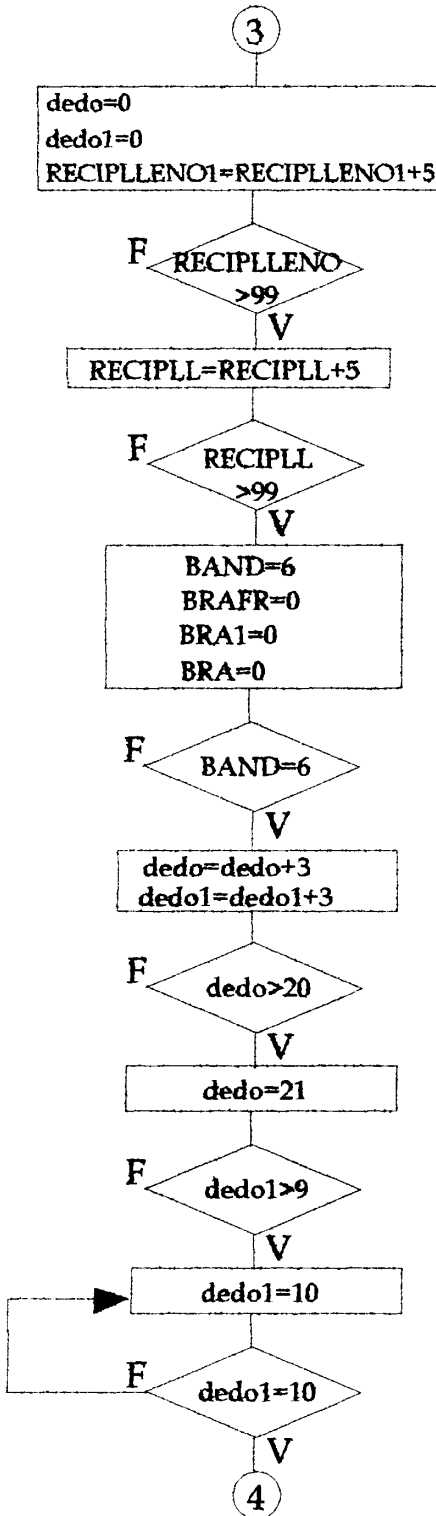 3
dedo=0
dedo1=0
RECIPLLENO1=RECIPLLENO1+5
F
RECIPLLENO
>99
V
RECIPLL=RECIPLL+5
F
RECIPLL
>99
V
BAND=6
BRAFR=0
BRA1=0
BRA=0
F
BAND=6
V
dedo=dedo+3
dedo1=dedo1+3
F
dedo>20
V
dedo=21
F
dedo1>9
V
dedo1=10
F
dedo1=10
V
4